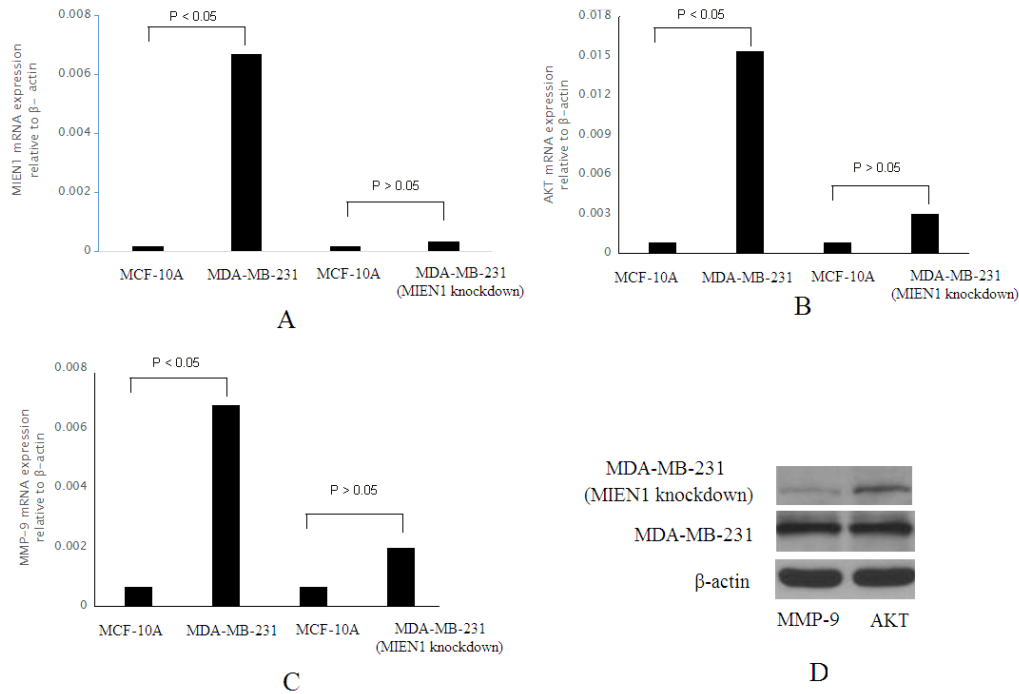 0.008
P < 0.05
0.006
0.004
P > 0.05
0.002
0
MIEN1 mRNA expression
relative to β- actin
MCF-10A
MDA-MB-231
MCF-10A
MDA-MB-231
(MIEN1 knockdown)
A
0.018
P < 0.05
0.015
0.012
0.009
0.006
P > 0.05
0.003
0
AKT mRNA expression
relative to β-actin
MCF-10A
MDA-MB-231
MCF-10A
MDA-MB-231
(MIEN1 knockdown)
B
0.008
P < 0.05
0.006
0.004
P > 0.05
0.002
0
MMP-9 mRNA expression
relative to β-actin
MCF-10A
MDA-MB-231
MCF-10A
MDA-MB-231
(MIEN1 knockdown)
C
MDA-MB-231
(MIEN1 knockdown)
MDA-MB-231
β-actin
MMP-9 AKT
D